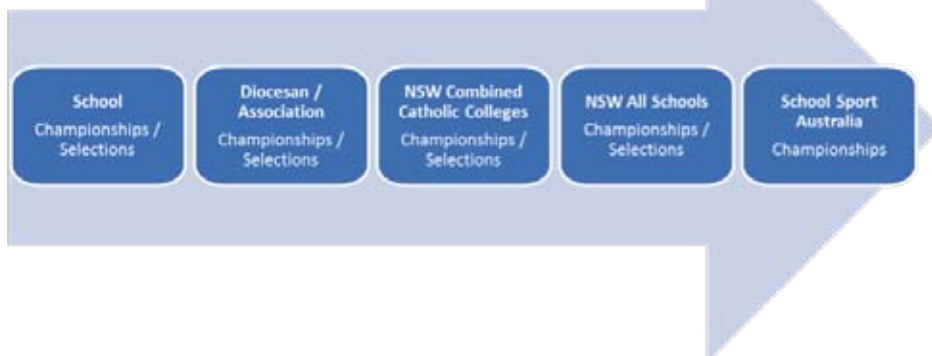 School
Championships /
Selections
Diocesan /
Association
Championships /
Selections
NSW Combined
Catholic Colleges
Championships /
Selections
NSW All Schools
Championships /
Selections
School Sport
Australia
Championships